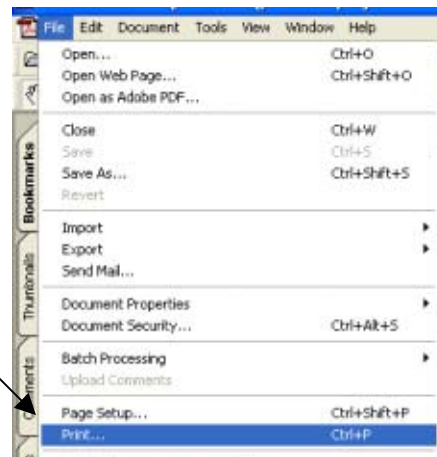 File Edit Document Tools View Window Help
Open... Ctrl+O
Open Web Page... Ctrl+Shift+O
Open as Adobe PDF...
Close Ctrl+W
Save Ctrl+S
Save As... Ctrl+Shift+S
Revert
Import
Export
Send Mail...
Document Properties
Document Security... Ctrl+Alt+S
Batch Processing
Upload Comments
Page Setup... Ctrl+Shift+P
Print... Ctrl+P
Bookmarks
Thumbnails
Comments